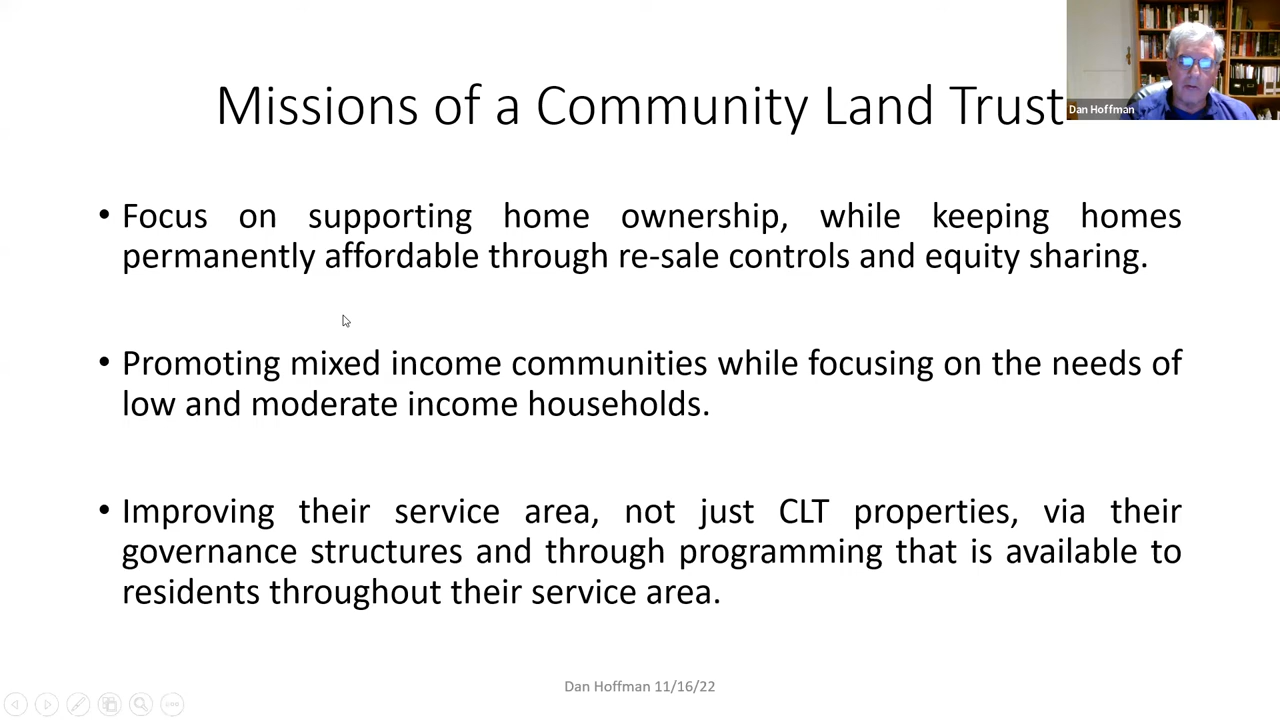 Missions of a Community Land Trust
Dan Hoffman
• Focus on supporting home ownership, while keeping homes
permanently affordable through re-sale controls and equity sharing.
• Promoting mixed income communities while focusing on the needs of
low and moderate income households.
• Improving their service area, not just CLT properties, via their
governance structures and through programming that is available to
residents throughout their service area.
Dan Hoffman 11/16/22